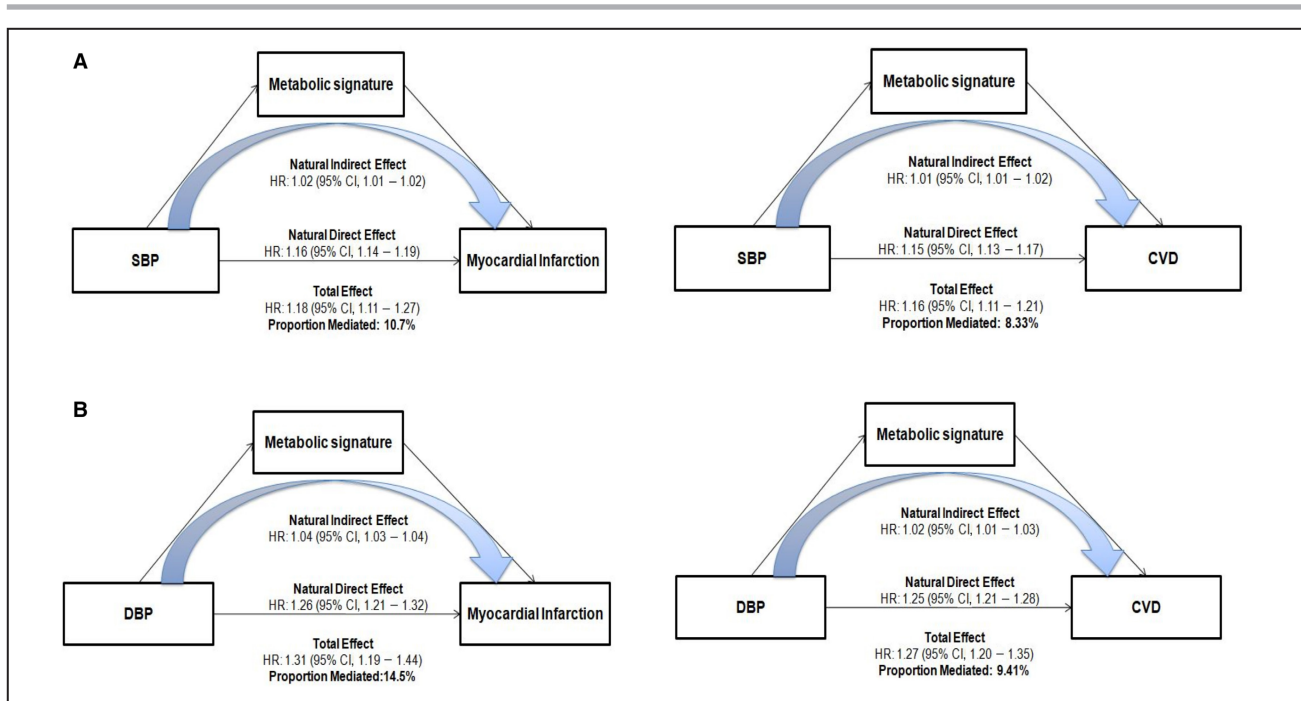 A
Metabolic signature
Natural Indirect Effect
HR: 1.02 (95% CI, 1.01 – 1.02)
SBP
Natural Direct Effect
HR: 1.16 (95% CI, 1.14 – 1.19)
Myocardial Infarction
Total Effect
HR: 1.18 (95% CI, 1.11 – 1.27)
Proportion Mediated: 10.7%
Metabolic signature
Natural Indirect Effect
HR: 1.01 (95% CI, 1.01 – 1.02)
SBP
Natural Direct Effect
HR: 1.15 (95% CI, 1.13 – 1.17)
CVD
Total Effect
HR: 1.16 (95% CI, 1.11 – 1.21)
Proportion Mediated: 8.33%
B
Metabolic signature
Natural Indirect Effect
HR: 1.04 (95% CI, 1.03 – 1.04)
DBP
Natural Direct Effect
HR: 1.26 (95% CI, 1.21 – 1.32)
Myocardial Infarction
Total Effect
HR: 1.31 (95% CI, 1.19 – 1.44)
Proportion Mediated:14.5%
Metabolic signature
Natural Indirect Effect
HR: 1.02 (95% CI, 1.01 – 1.03)
DBP
Natural Direct Effect
HR: 1.25 (95% CI, 1.21 – 1.28)
CVD
Total Effect
HR: 1.27 (95% CI, 1.20 – 1.35)
Proportion Mediated: 9.41%